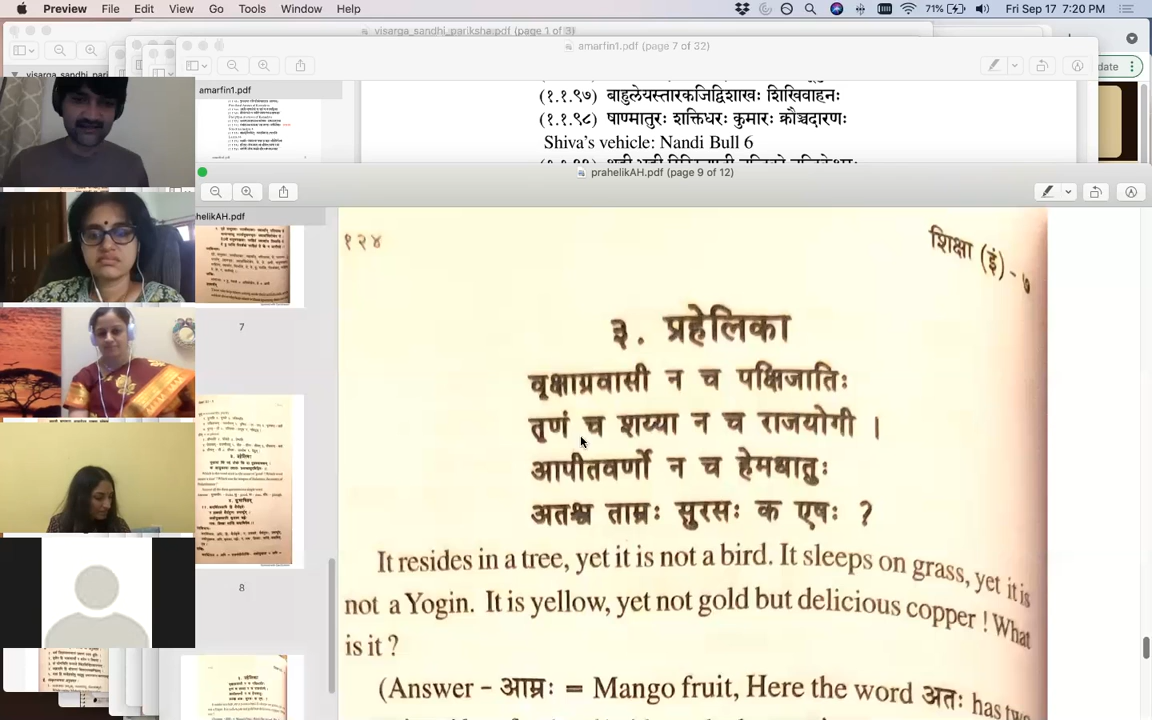 Preview File Edit View Go Tools Window Help
71% Fri Sep 17 7:20 PM
visarga_sandhi_pariksha.pdf (page 1 of 3)
amarfin1.pdf (page 7 of 32)
visarga_sandhi_pari
date
amarfin1.pdf
(१.१.९७) बाहुलेयस्तारकजिद्विशाखः शिखिवाहनः
(१.१.९८) षाण्मातुरः शक्तिधरः कुमारः क्रौञ्चदारणः
Shiva's vehicle: Nandi Bull 6
prahelikAH.pdf (page 9 of 12)
helikAH.pdf
7
8
१२४
शिक्षा (इं) - ७
३. प्रहेलिका
वृक्षाग्रवासी न च पक्षिजातिः
तृणं च शय्या न च राजयोगी ।
आपीतवर्णो न च हेमधातुः
अतश्च ताम्रः सुरसः क एषः ?
It resides in a tree, yet it is not a bird. It sleeps on grass, yet it is
not a Yogin. It is yellow, yet not gold but delicious copper ! What
is it ?
(Answer - आम्रः = Mango fruit, Here the word अतः has two